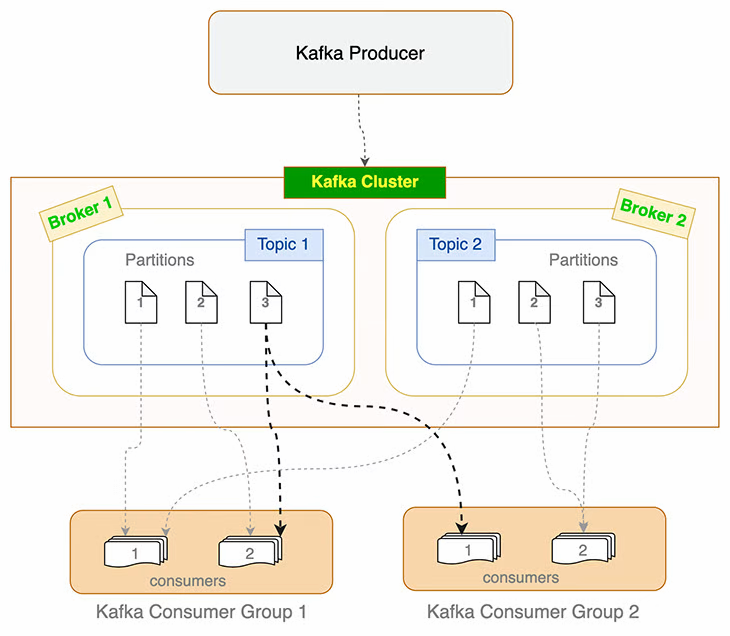 Kafka Producer
Kafka Cluster
Broker 1
Broker 2
Topic 1
Topic 2
Partitions
Partitions
1
2
3
1
2
3
1
2
consumers
1
2
consumers
Kafka Consumer Group 1
Kafka Consumer Group 2